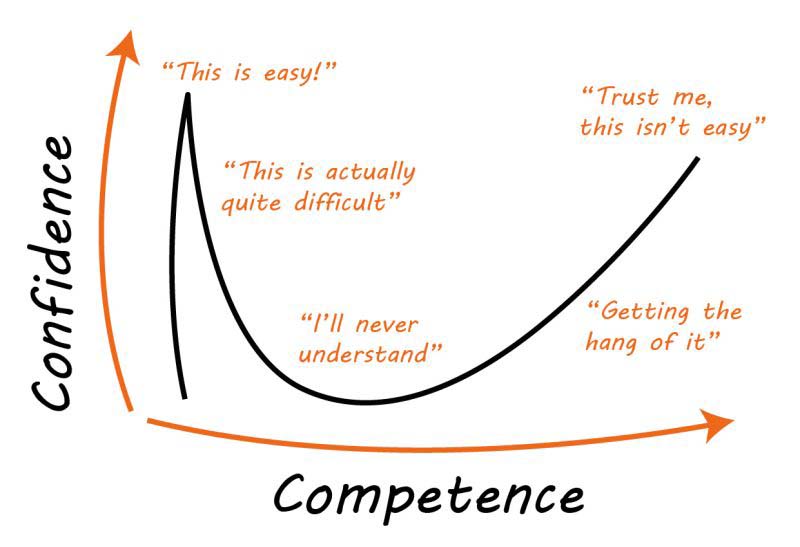 “This is easy!”
“Trust me,
this isn’t easy”
“This is actually
quite difficult”
“I’ll never
understand”
“Getting the
hang of it”
Confidence
Competence